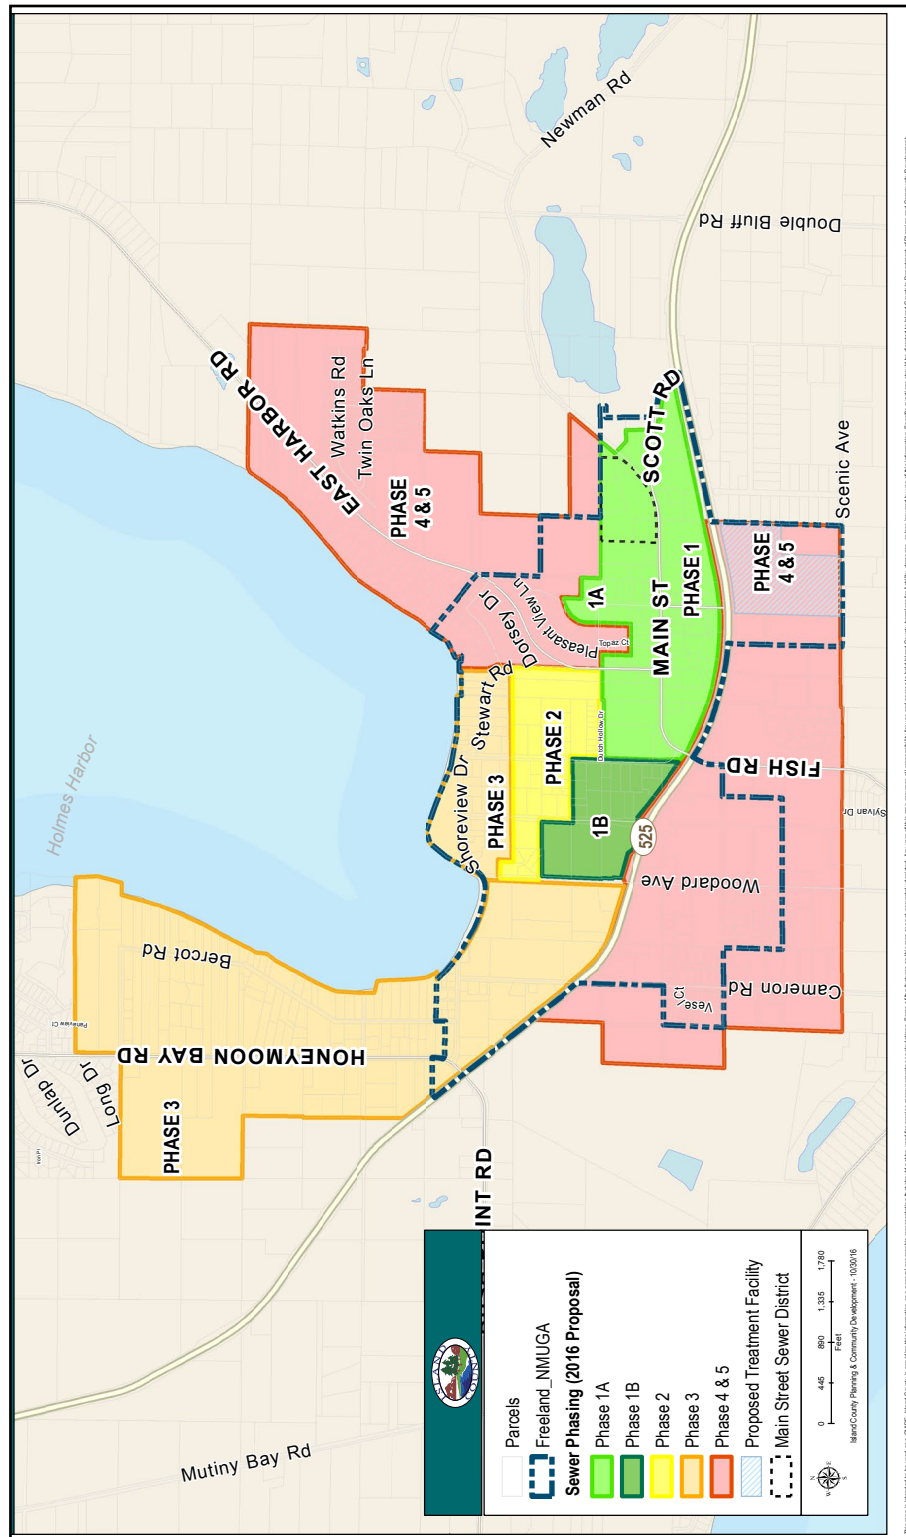 Newman Rd
Double Bluff Rd
EAST HARBOR RD
Watkins Rd
Twin Oaks Ln
PHASE
4 & 5
SCOTT RD
Scenic Ave
Holmes Harbor
Dorsey Dr
Pleasant View Ln
Topaz Ct
1A
MAIN ST
PHASE 1
PHASE
4 & 5
Shoreview Dr
Stewart Rd
PHASE 3
PHASE 2
Dutch Hollow Dr
1B
525
FISH RD
Sylvan Dr
Woodard Ave
Bercot Rd
Cameron Rd
Vesey Ct
HONEYMOON BAY RD
Dunlap Dr
Long Dr
PHASE 3
INT RD
Mutiny Bay Rd
ISLAND
COUNTY
Parcels
Freeland_NMUGA
Sewer Phasing (2016 Proposal)
Phase 1A
Phase 11B
Phase 2
Phase 3
Phase 4 & 5
Proposed Treatment Facility
Main Street Sewer District
N
W
E
S
0 445 890 1,335 1,780
Feet
Island County Planning & Community Development - 10/30/16